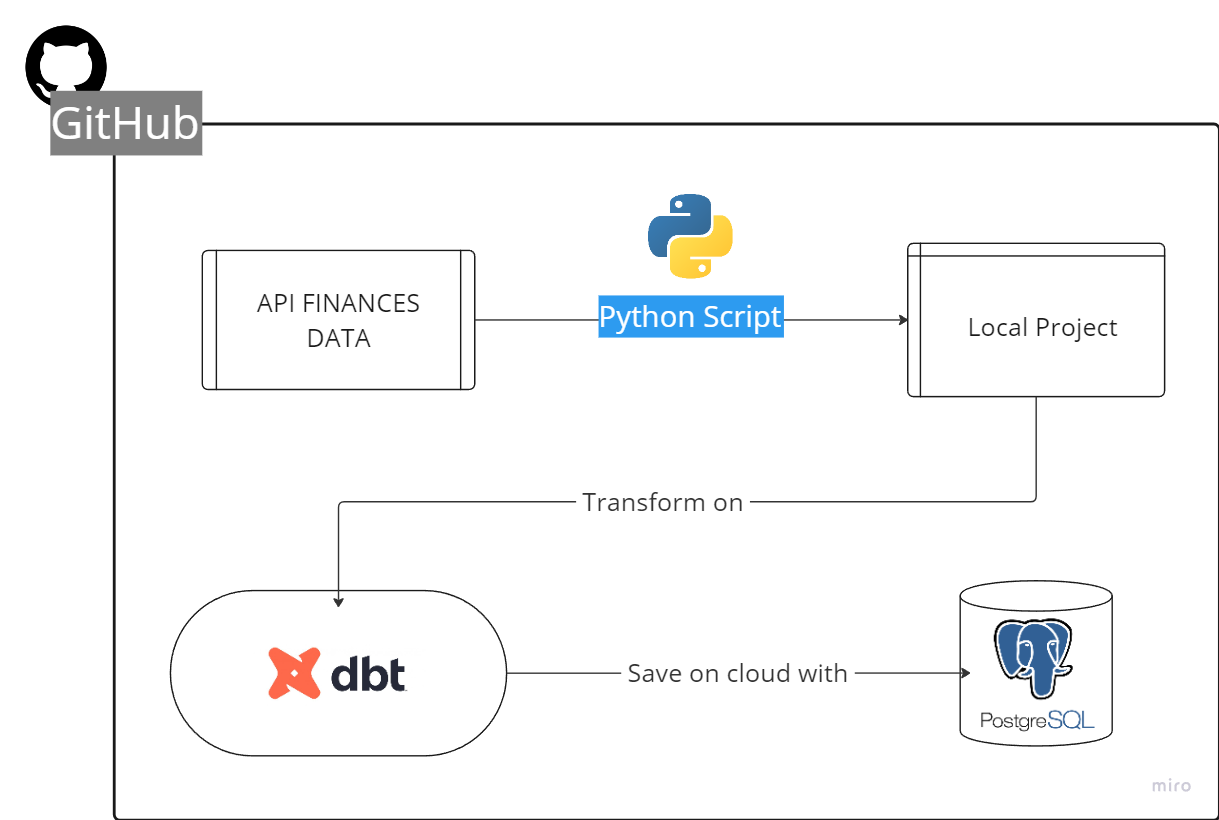 GitHub
Python Script
API FINANCES
DATA
Local Project
Transform on
dbt
Save on cloud with
PostgreSQL
miro